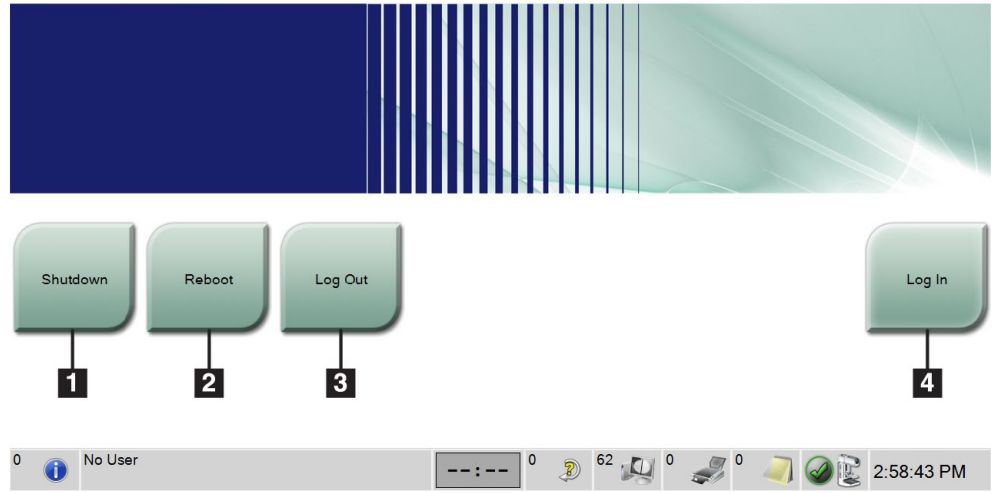 Shutdown
Reboot
Log Out
Log In
1
2
3
4
0
No User
--:--
0
62
0
0
2:58:43 PM